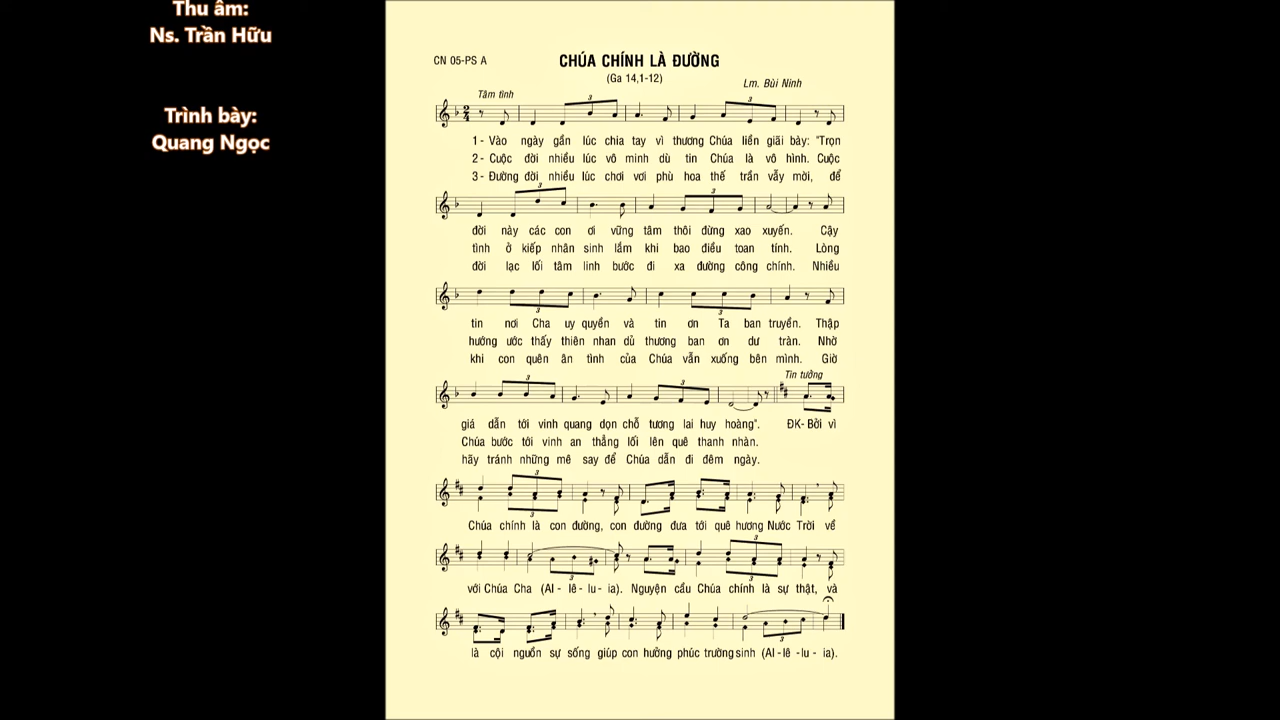 Thu âm:
Ns. Trần Hữu
Trình bày:
Quang Ngọc
CN 05-PS A
CHÚA CHÍNH LÀ ĐƯỜNG
(Ga 14,1-12)
Lm. Bùi Ninh
Tâm tình
1- Vào ngày gần lúc chia tay vì thương Chúa liền giãi bày: "Trọn
2- Cuộc đời nhiều lúc vô minh dù tin Chúa là vô hình. Cuộc
3- Đường đời nhiều lúc chơi vơi phù hoa thế trần vẫy mời, để
đời này các con ơi vững tâm thôi đừng xao xuyến. Cậy
tình ở kiếp nhân sinh lắm khi bao điều toan tính. Lòng
đời lạc lối tâm linh bước đi xa đường công chính. Nhiều
tin nơi Cha uy quyền và tin ơn Ta ban truyền. Thập
hướng ước thấy thiên nhan dủ thương ban ơn dư tràn. Nhờ
khi con quên ân tình của Chúa vẫn xuống bên mình. Giờ
Tin tưởng
giá dẫn tới vinh quang dọn chỗ tương lai huy hoàng". ĐK- Bởi vì
Chúa bước tới vinh an thẳng lối lên quê thanh nhàn.
hãy tránh những mê say để Chúa dẫn đi đêm ngày.
Chúa chính là con đường, con đường đưa tới quê hương Nước Trời về
với Chúa Cha (Al - lê - lu - ia). Nguyện cầu Chúa chính là sự thật, và
là cội nguồn sự sống giúp con hưởng phúc trường sinh (Al - lê - lu - ia).